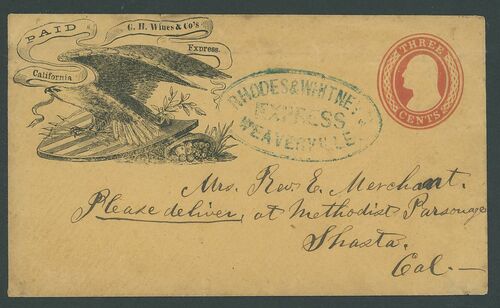 PAID
G. H. Wines & Co's
Express.
California
RHODES & WHITNEY'S
EXPRESS,
WEAVERVILLE.
THREE
CENTS
Mrs. Rev. E. Merchant.
Please deliver, at Methodist Parsonage
Shasta.
Cal.—